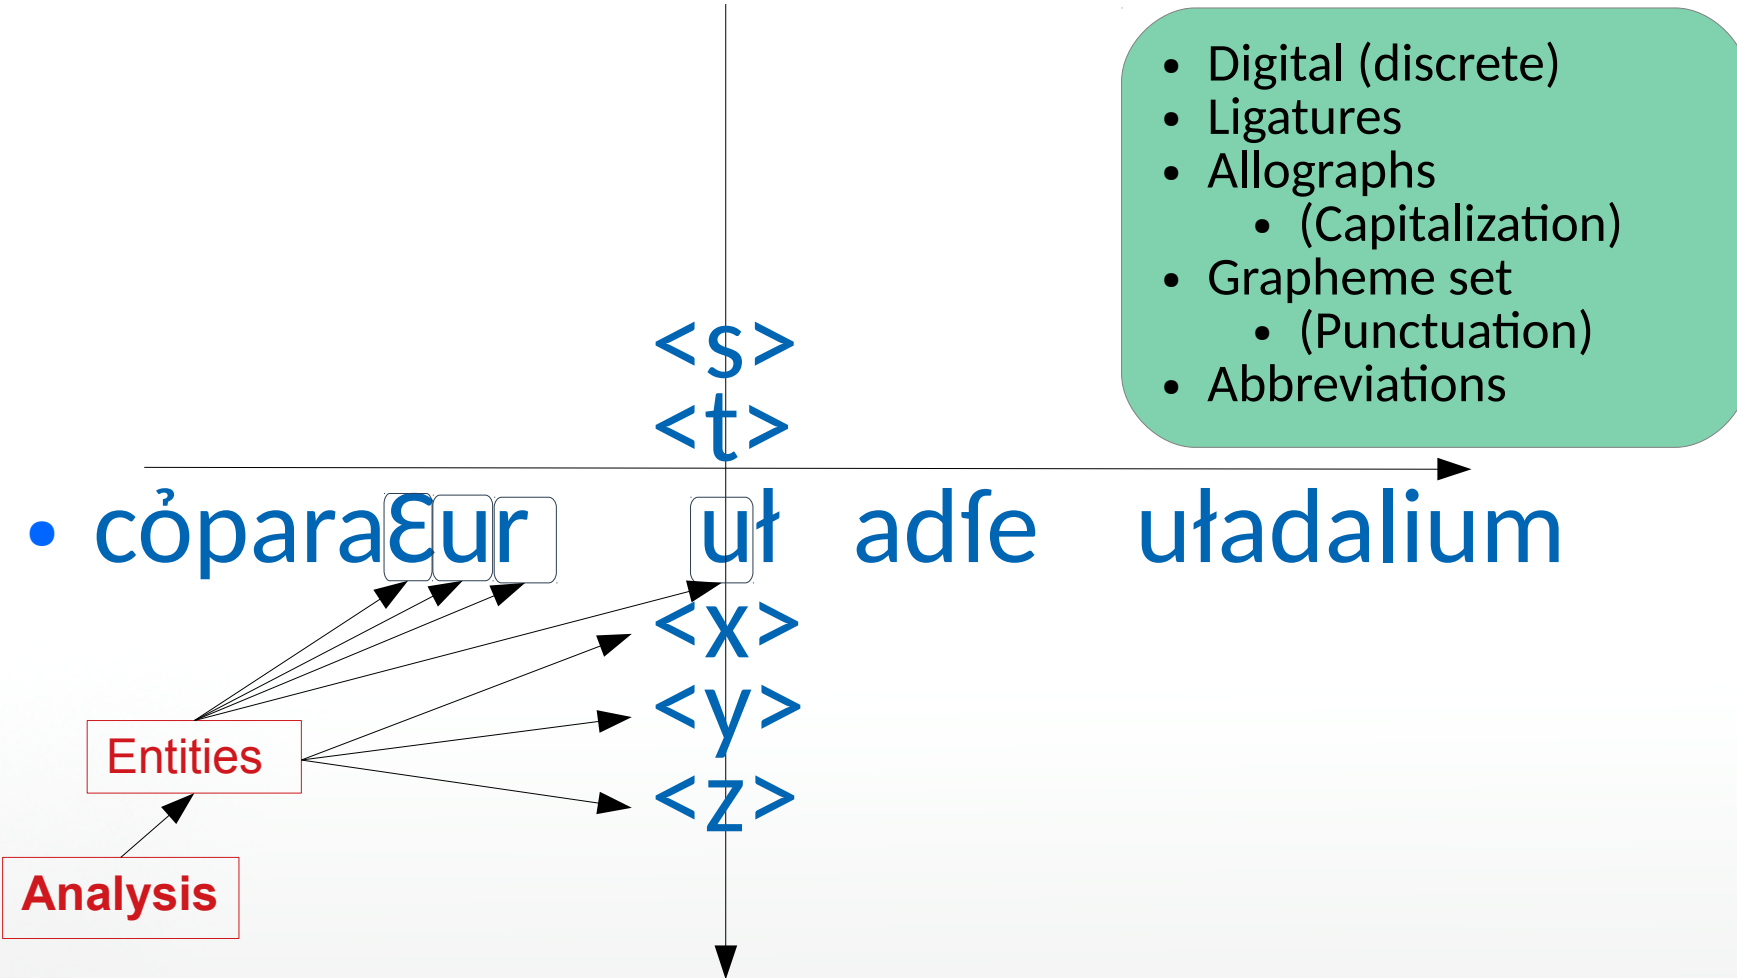 • Digital (discrete)
• Ligatures
• Allographs
• (Capitalization)
• Grapheme set
• (Punctuation)
• Abbreviations
<s>
<t>
• cỏparaƐur uł adſe uładalium
<x>
<y>
<z>
Entities
Analysis